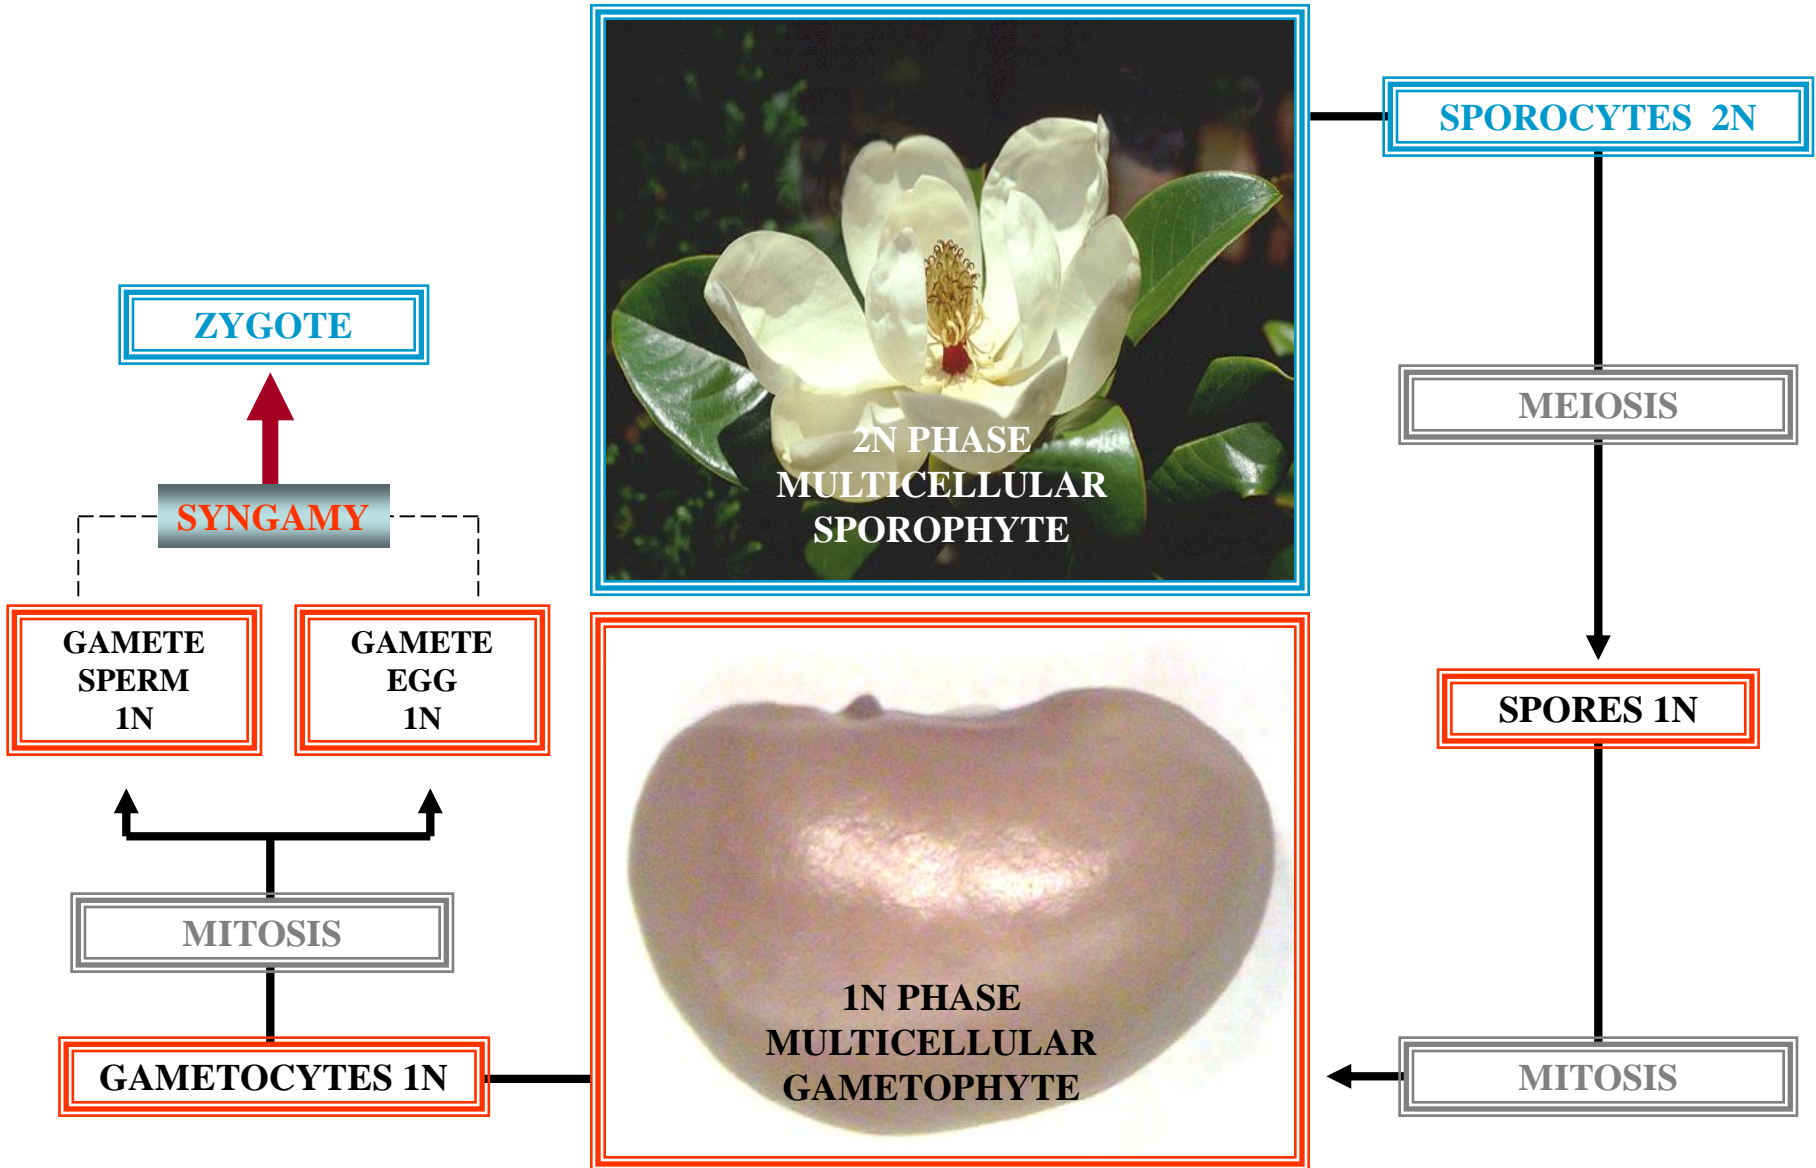 2N PHASE
MULTICELLULAR
SPOROPHYTE
SPOROCYTES 2N
MEIOSIS
SPORES 1N
MITOSIS
1N PHASE
MULTICELLULAR
GAMETOPHYTE
GAMETOCYTES 1N
MITOSIS
GAMETE
SPERM
1N
GAMETE
EGG
1N
SYNGAMY
ZYGOTE